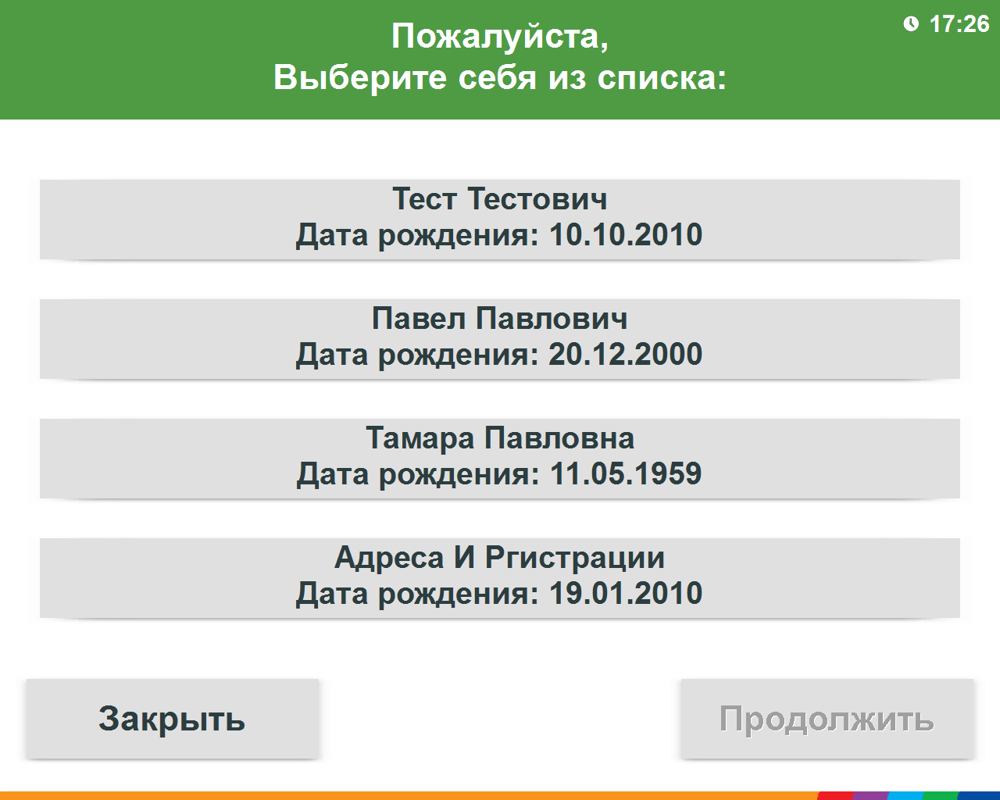 Пожалуйста,
17:26
Выберите себя из списка:
Тест Тестович
Дата рождения: 10.10.2010
Павел Павлович
Дата рождения: 20.12.2000
Тамара Павловна
Дата рождения: 11.05.1959
Адреса И Ргистрации
Дата рождения: 19.01.2010
Закрыть
Продолжить